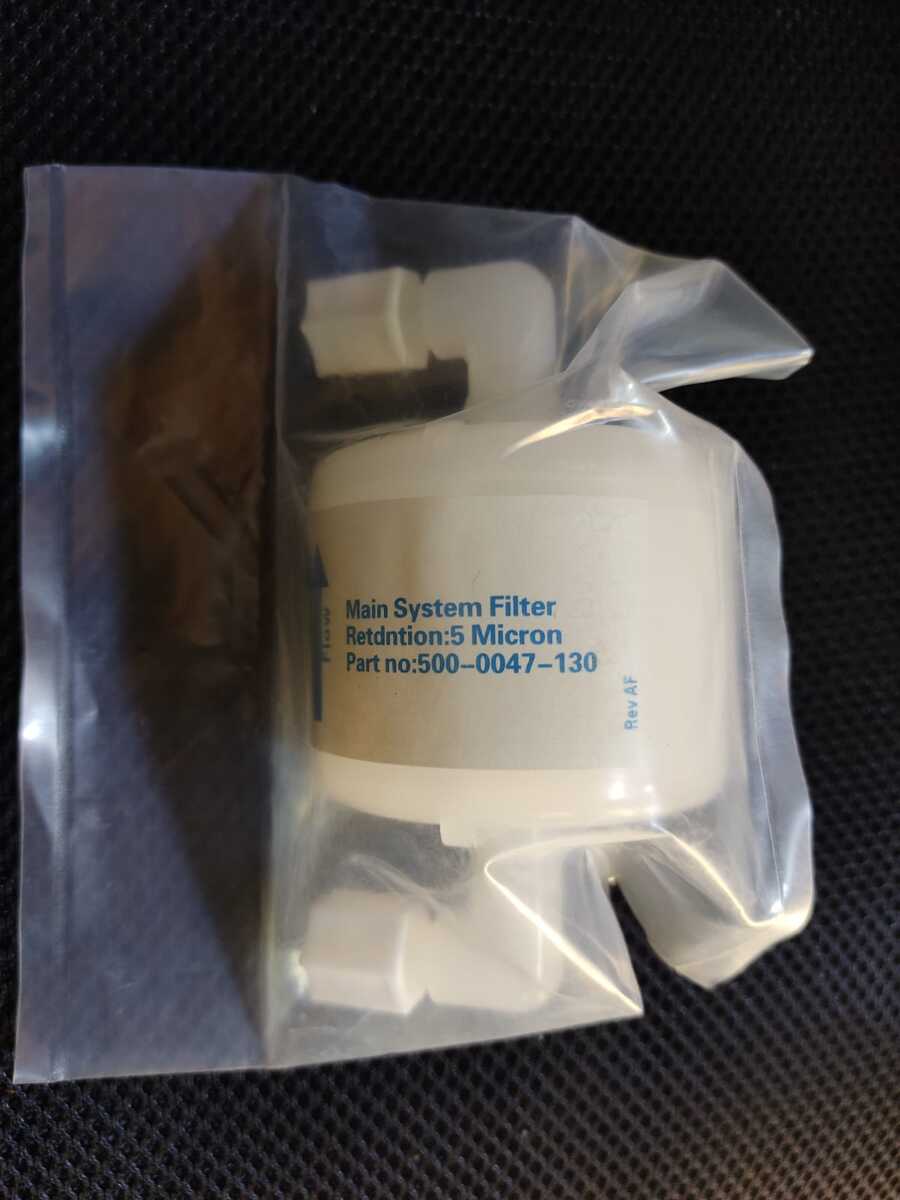 Flow
Main System Filter
Retdntion:5 Micron
Part no:500-0047-130
Rev AF